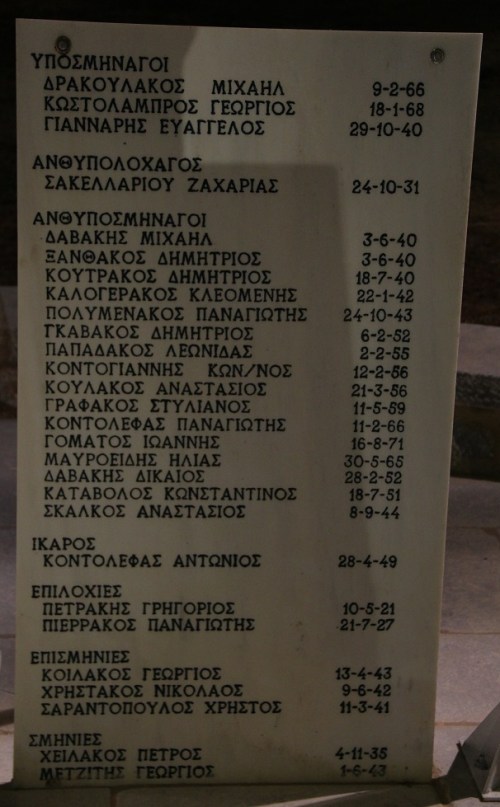 ΥΠΟΣΜΗΝΑΓΟΙ
ΔΡΑΚΟΥΛΑΚΟΣ ΜΙΧΑΗΛ 9-2-66
ΚΩΣΤΟΛΑΜΠΡΟΣ ΓΕΩΡΓΙΟΣ 18-1-68
ΓΙΑΝΝΑΡΗΣ ΕΥΑΓΓΕΛΟΣ 29-10-40
ΑΝΘΥΠΟΛΟΧΑΓΟΣ
ΣΑΚΕΛΛΑΡΙΟΥ ΖΑΧΑΡΙΑΣ 24-10-31
ΑΝΘΥΠΟΣΜΗΝΑΓΟΙ
ΔΑΒΑΚΗΣ ΜΙΧΑΗΛ 3-6-40
ΞΑΝΘΑΚΟΣ ΔΗΜΗΤΡΙΟΣ 3-6-40
ΚΟΥΤΡΑΚΟΣ ΔΗΜΗΤΡΙΟΣ 18-7-40
ΚΑΛΟΓΕΡΑΚΟΣ ΚΛΕΟΜΕΝΗΣ 22-1-42
ΠΟΛΥΜΕΝΑΚΟΣ ΠΑΝΑΓΙΩΤΗΣ 24-10-43
ΓΚΑΒΑΚΟΣ ΔΗΜΗΤΡΙΟΣ 6-2-52
ΠΑΠΑΔΑΚΟΣ ΛΕΩΝΙΔΑΣ 2-2-55
ΚΟΝΤΟΓΙΑΝΝΗΣ ΚΩΝ/ΝΟΣ 12-2-56
ΚΟΥΛΑΚΟΣ ΑΝΑΣΤΑΣΙΟΣ 21-3-56
ΓΡΑΦΑΚΟΣ ΣΤΥΛΙΑΝΟΣ 11-5-59
ΚΟΝΤΟΛΕΦΑΣ ΠΑΝΑΓΙΩΤΗΣ 11-2-66
ΓΟΜΑΤΟΣ ΙΩΑΝΝΗΣ 16-8-71
ΜΑΥΡΟΕΙΔΗΣ ΗΛΙΑΣ 30-5-65
ΔΑΒΑΚΗΣ ΔΙΚΑΙΟΣ 28-2-52
ΚΑΤΑΒΟΛΟΣ ΚΩΝΣΤΑΝΤΙΝΟΣ 18-7-51
ΣΚΑΛΚΟΣ ΑΝΑΣΤΑΣΙΟΣ 8-9-44
ΙΚΑΡΟΣ
ΚΟΝΤΟΛΕΦΑΣ ΑΝΤΩΝΙΟΣ 28-4-49
ΕΠΙΛΟΧΙΕΣ
ΠΕΤΡΑΚΗΣ ΓΡΗΓΟΡΙΟΣ 10-5-21
ΠΙΕΡΡΑΚΟΣ ΠΑΝΑΓΙΩΤΗΣ 21-7-27
ΕΠΙΣΜΗΝΙΕΣ
ΚΟΙΛΑΚΟΣ ΓΕΩΡΓΙΟΣ 13-4-43
ΧΡΗΣΤΑΚΟΣ ΝΙΚΟΛΑΟΣ 9-6-42
ΣΑΡΑΝΤΟΠΟΥΛΟΣ ΧΡΗΣΤΟΣ 11-3-41
ΣΜΗΝΙΕΣ
ΧΕΙΛΑΚΟΣ ΠΕΤΡΟΣ 4-11-35
ΜΕΤΖΙΤΗΣ ΓΕΩΡΓΙΟΣ 1-6-43